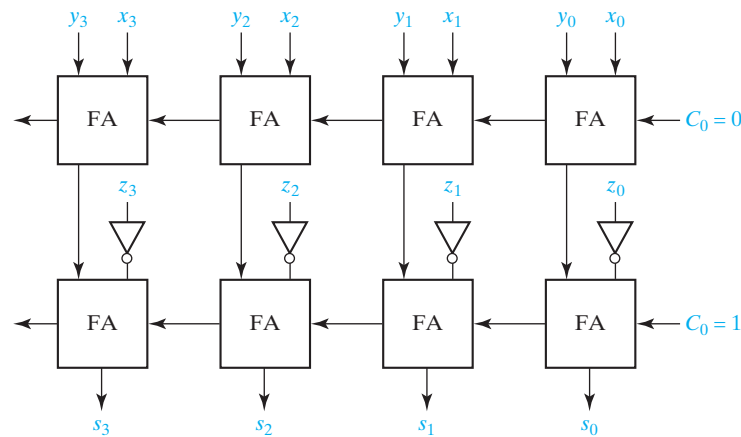 y₃ x₃ y₂ x₂ y₁ x₁ y₀ x₀
FA FA FA FA C₀ = 0
z₃ z₂ z₁ z₀
FA FA FA FA C₀ = 1
s₃ s₂ s₁ s₀